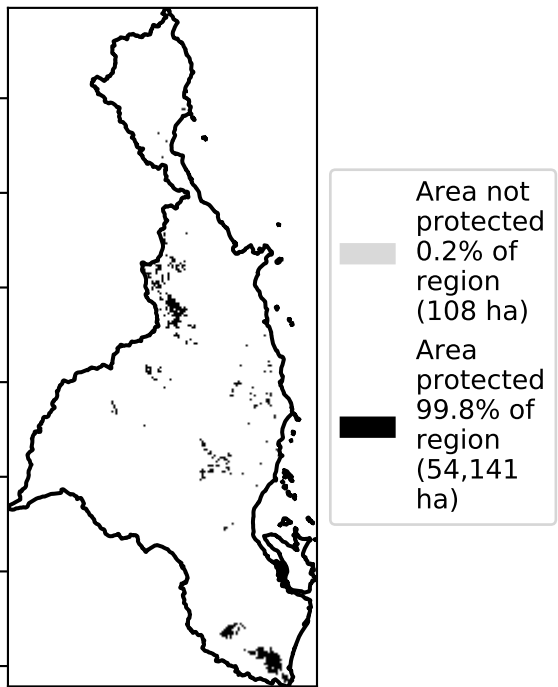 Area not
protected
0.2% of
region
(108 ha)
Area
protected
99.8% of
region
(54,141
ha)